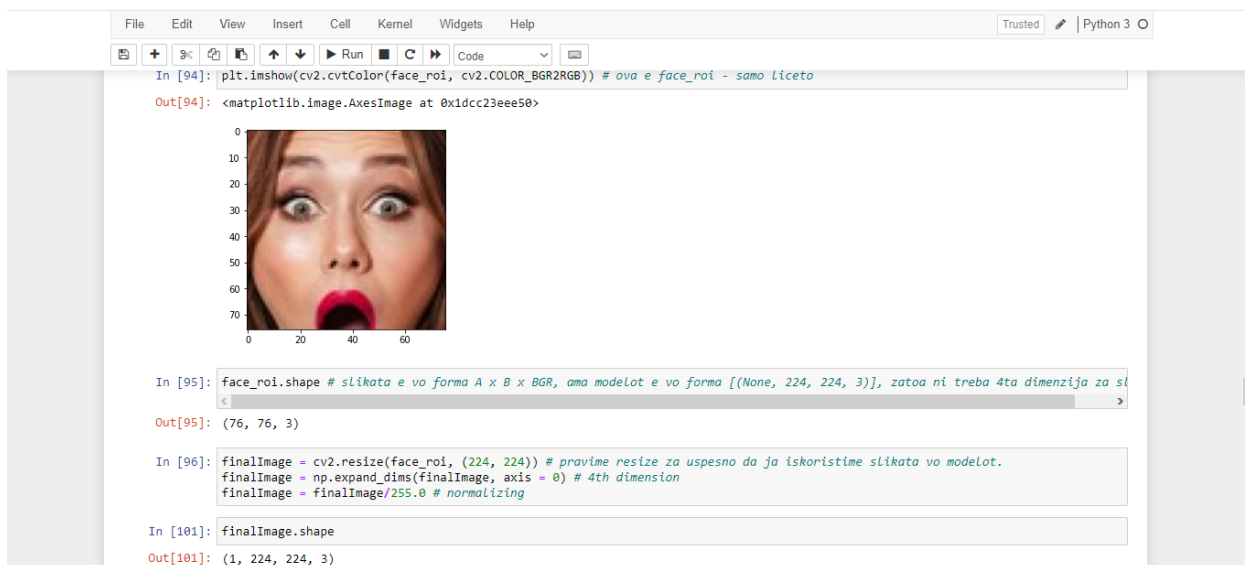 File Edit View Insert Cell Kernel Widgets Help Trusted Python 3
Run Code
In [94]: plt.imshow(cv2.cvtColor(face_roi, cv2.COLOR_BGR2RGB)) # ova e face_roi - samo liceto
Out[94]: <matplotlib.image.AxesImage at 0x1dcc23eee50>
0
10
20
30
40
50
60
70
0 20 40 60
In [95]: face_roi.shape # slikata e vo forma A x B x BGR, ama modelot e vo forma [(None, 224, 224, 3)], zatoa ni treba 4ta dimenzija za
Out[95]: (76, 76, 3)
In [96]: finalImage = cv2.resize(face_roi, (224, 224)) # pravime resize za uspesno da ja iskoristime slikata vo modelot.
finalImage = np.expand_dims(finalImage, axis = 0) # 4th dimension
finalImage = finalImage/255.0 # normalizing
In [101]: finalImage.shape
Out[101]: (1, 224, 224, 3)